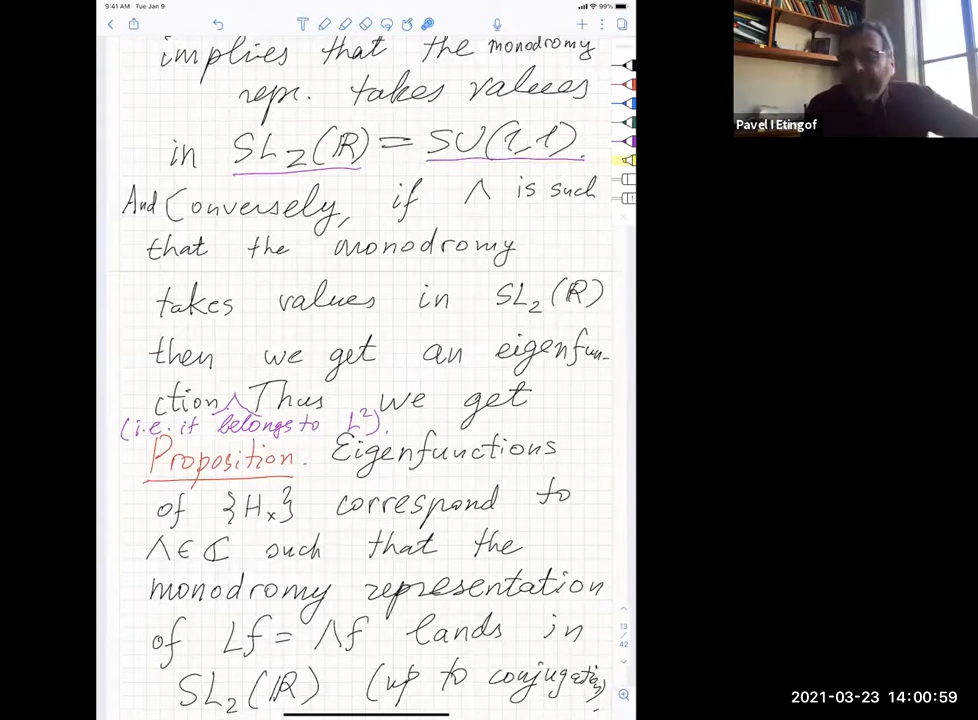 9:41 AM Tue Jan 9
99%
implies that the monodromy
repr. takes values
in SL₂(ℝ) = SU(1,1).
And Conversely, if Λ is such
that the monodromy
takes values in SL₂(ℝ)
then we get an eigenfun-
ction. Thus we get
(i.e. it belongs to L²).
Proposition. Eigenfunctions
of {Hₓ} correspond to
Λ∈ℂ such that the
monodromy representation
of Lf = Λf lands in
SL₂(ℝ) (up to conjugation).
13
/
42
Pavel I Etingof
2021-03-23 14:00:59